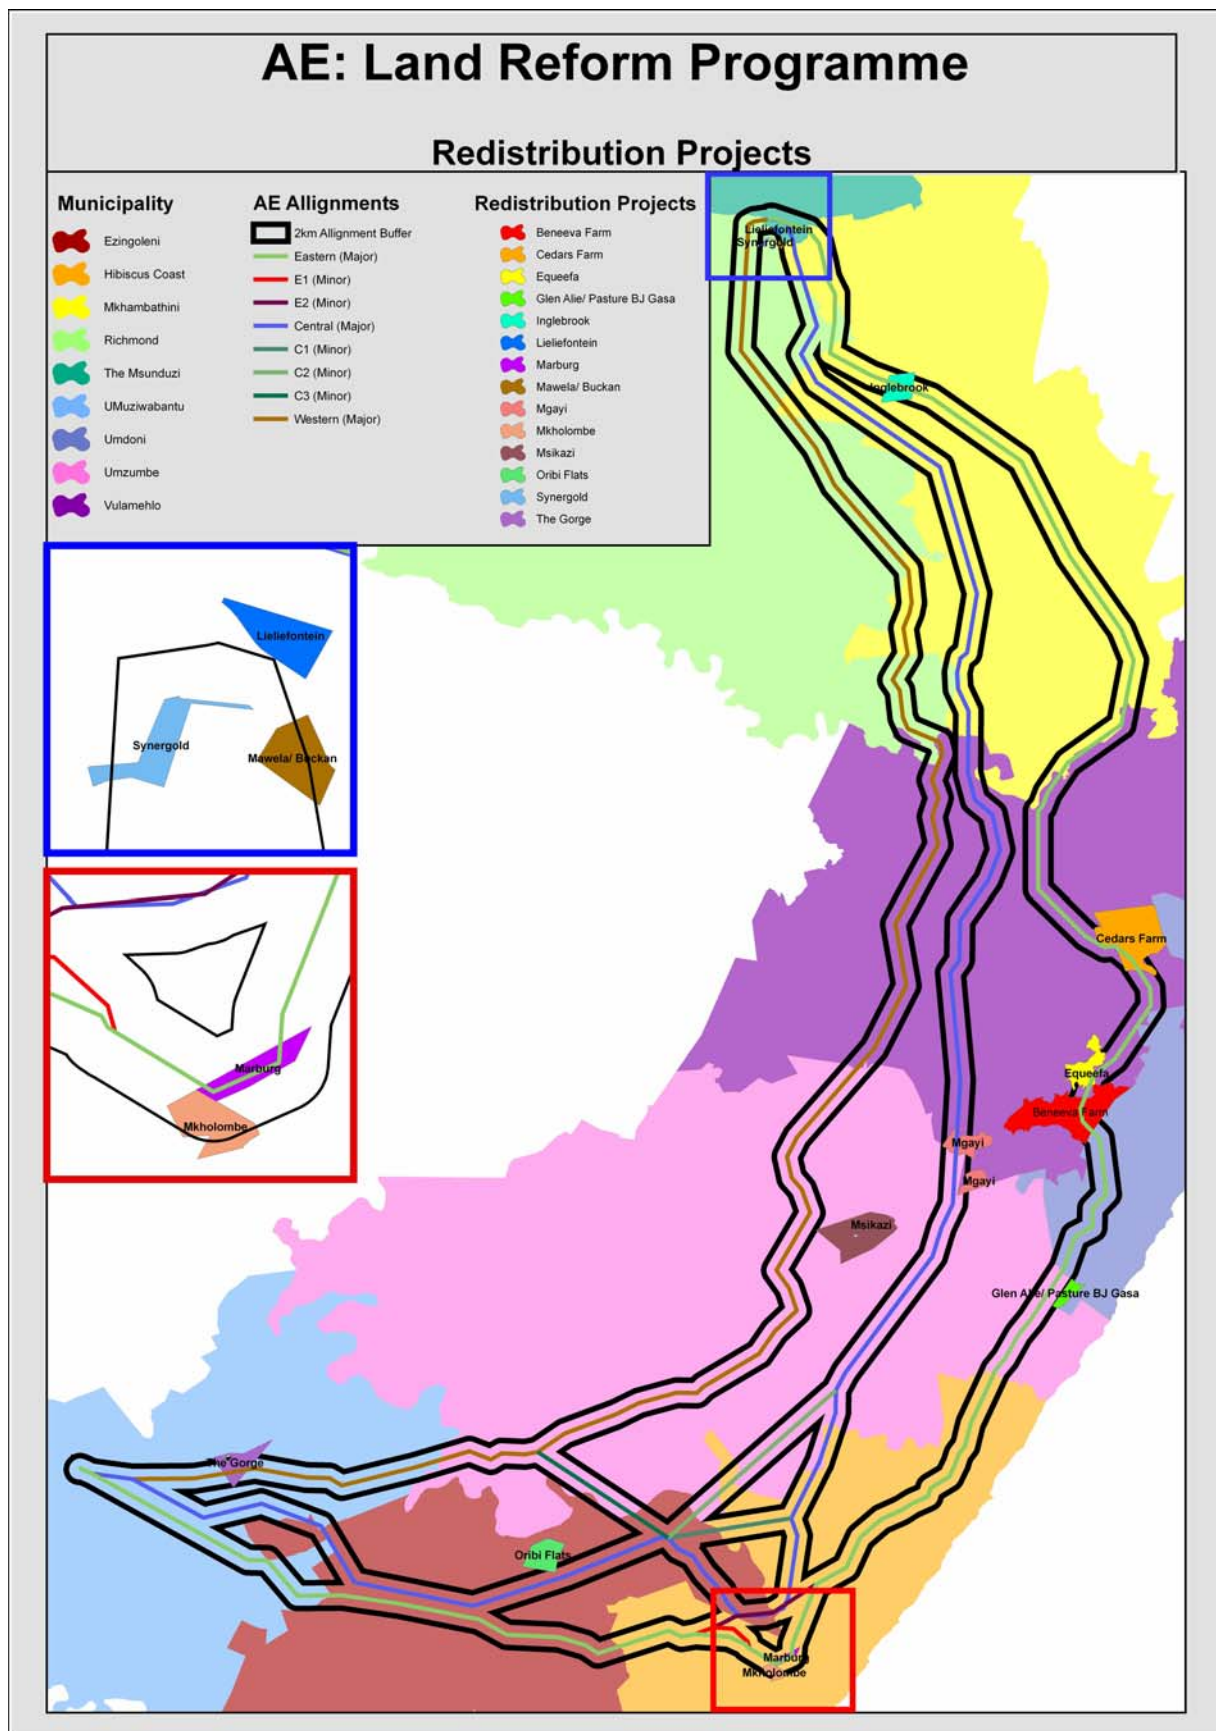 AE: Land Reform Programme
Redistribution Projects
Municipality
Ezingoleni
Hibiscus Coast
Mkhambathini
Richmond
The Msunduzi
UMuziwabantu
Umdoni
Umzumbe
Vulamehlo
AE Allignments
2km Allignment Buffer
Eastern (Major)
E1 (Minor)
E2 (Minor)
Central (Major)
C1 (Minor)
C2 (Minor)
C3 (Minor)
Western (Major)
Redistribution Projects
Beneeva Farm
Cedars Farm
Equeefa
Glen Alie/ Pasture BJ Gasa
Inglebrook
Lieliefontein
Marburg
Mawela/ Buckan
Mgayi
Mkholombe
Msikazi
Oribi Flats
Synergold
The Gorge
Lieliefontein
Synergold
Inglebrook
Lieliefontein
Synergold
Mawela/ Buckan
Cedars Farm
Marburg
Mkholombe
Equeefa
Beneeva Farm
Mgayi
Mgayi
Msikazi
Glen Alie/ Pasture BJ Gasa
The Gorge
Oribi Flats
Marburg
Mkholombe